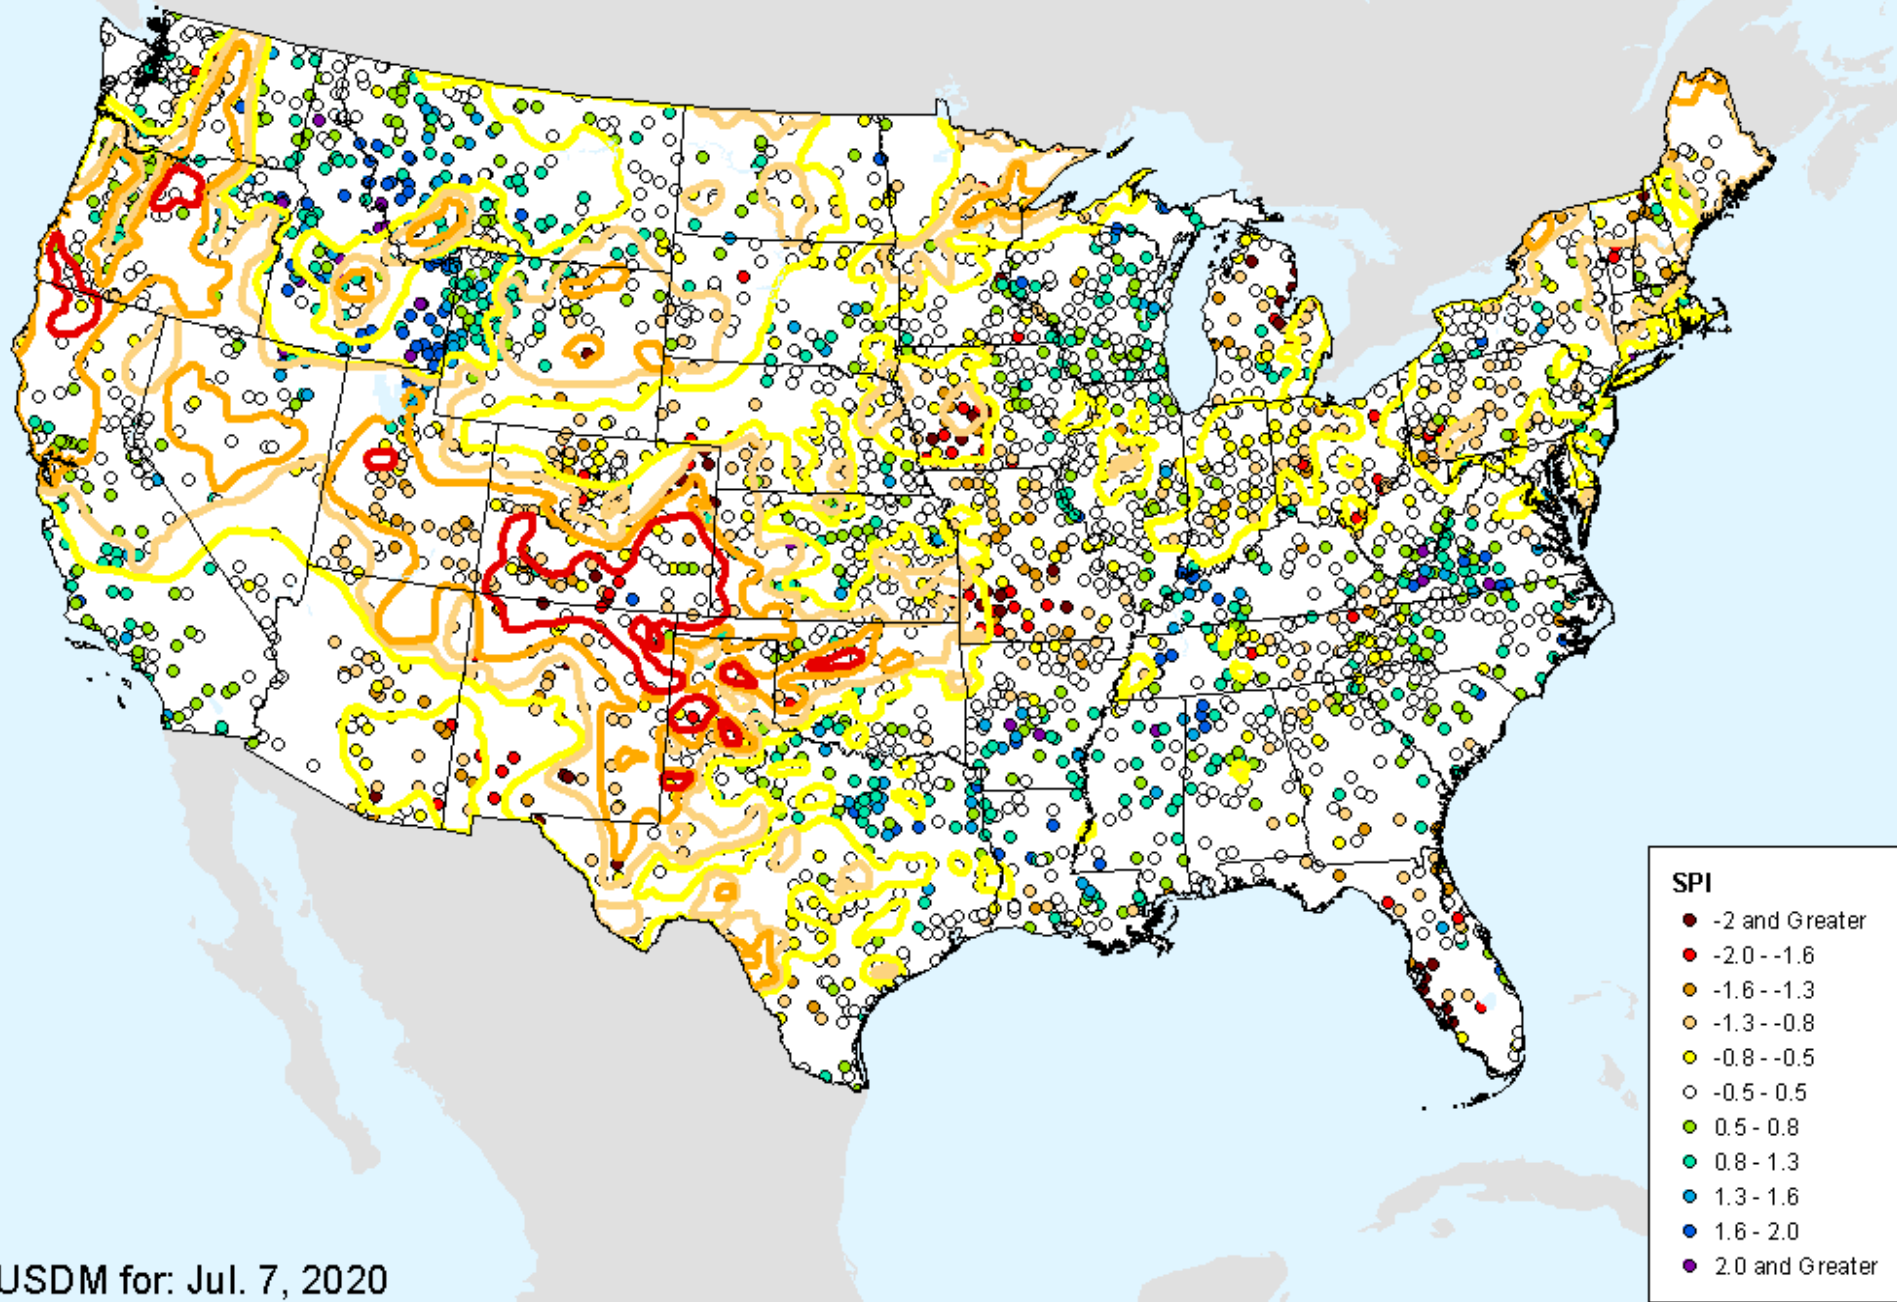 SPI
-2 and Greater
-2.0 - -1.6
-1.6 - -1.3
-1.3 - -0.8
-0.8 - -0.5
-0.5 - 0.5
0.5 - 0.8
0.8 - 1.3
1.3 - 1.6
1.6 - 2.0
2.0 and Greater
USDM for: Jul. 7, 2020